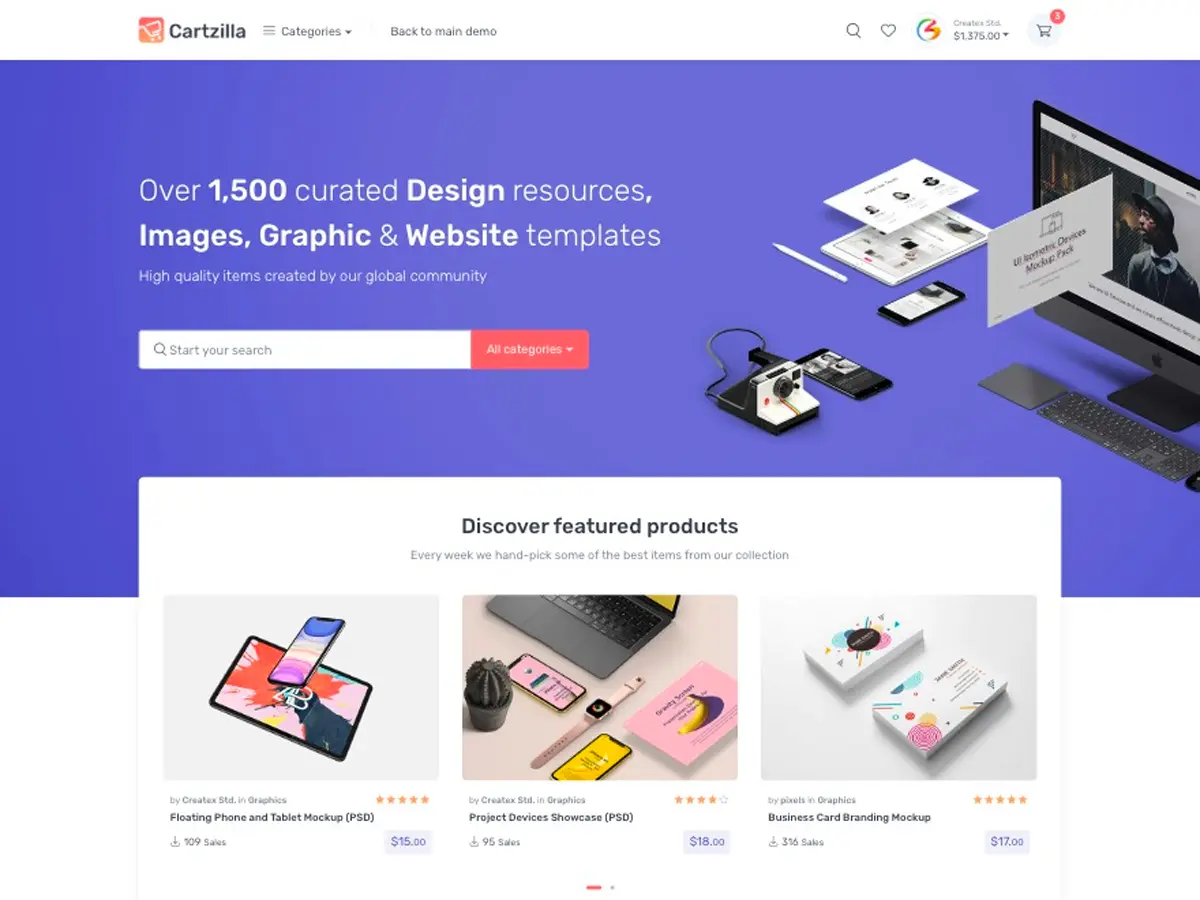 Cartzilla
Categories
Back to main demo
Createx Std.
$1,375.00
3
Over 1,500 curated Design resources,
Images, Graphic & Website templates
High quality items created by our global community
Start your search
All categories
UI Isometric Devices
Mockup Pack
Discover featured products
Every week we hand-pick some of the best items from our collection
Gravity Screen
by Createx Std. in Graphics
Floating Phone and Tablet Mockup (PSD)
109 Sales
$15.00
by Createx Std. in Graphics
Project Devices Showcase (PSD)
95 Sales
$18.00
by pixels in Graphics
Business Card Branding Mockup
316 Sales
$17.00